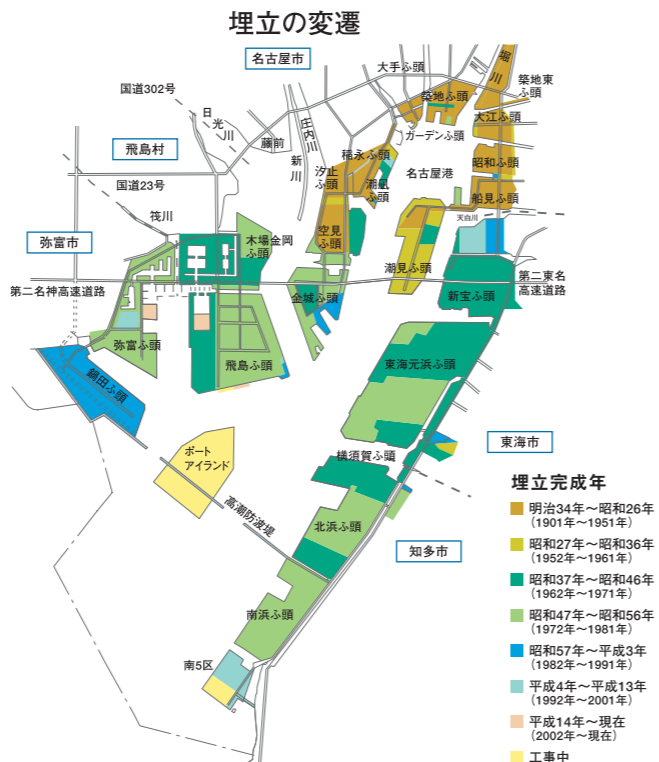 埋立の変遷
名古屋市
大手ふ頭
堀川
築地東
ふ頭
国道302号
築地ふ頭
大江ふ頭
日光川
庄内川
ガーデンふ頭
飛島村
藤前
新川
稲永ふ頭
汐止
ふ頭
潮凪
ふ頭
名古屋港
昭和ふ頭
国道23号
船見ふ頭
筏川
天白川
弥富市
木場金岡
ふ頭
空見
ふ頭
潮見ふ頭
第二名神高速道路
第二東名
高速道路
金城ふ頭
新宝ふ頭
弥富ふ頭
飛島ふ頭
東海元浜ふ頭
鍋田ふ頭
東海市
ポート
アイランド
横須賀ふ頭
高潮防波堤
北浜ふ頭
知多市
南浜ふ頭
南5区
埋立完成年
明治34年〜昭和26年
(1901年〜1951年)
昭和27年〜昭和36年
(1952年〜1961年)
昭和37年〜昭和46年
(1962年〜1971年)
昭和47年〜昭和56年
(1972年〜1981年)
昭和57年〜平成3年
(1982年〜1991年)
平成4年〜平成13年
(1992年〜2001年)
平成14年〜現在
(2002年〜現在)
工事中